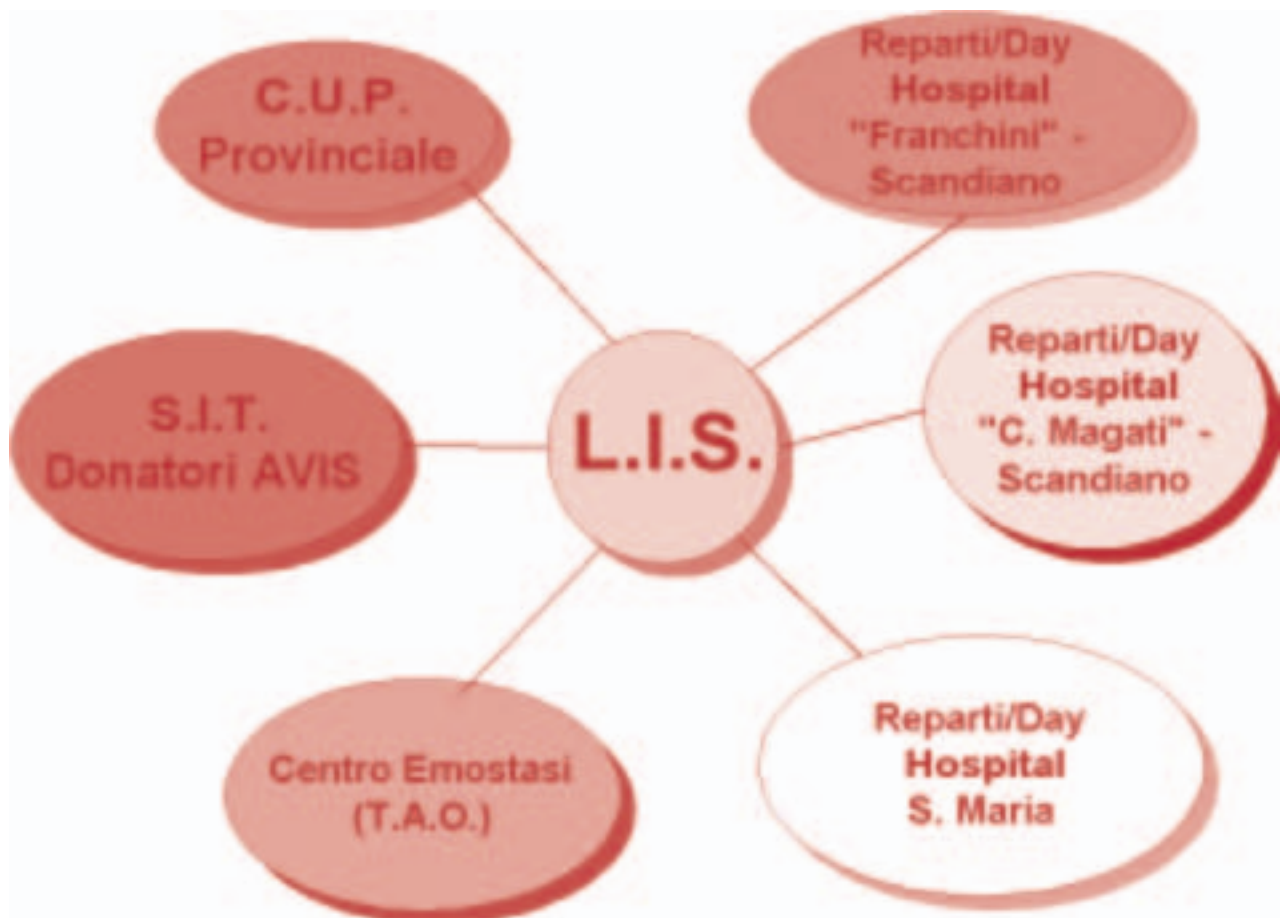 C.U.P.
Provinciale
Reparti/Day
Hospital
"Franchini" -
Scandiano
S.I.T.
Donatori AVIS
L.I.S.
Reparti/Day
Hospital
"C. Magati" -
Scandiano
Centro Emostasi
(T.A.O.)
Reparti/Day
Hospital
S. Maria